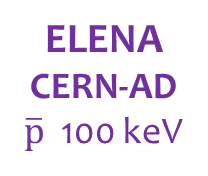 ELENA
CERN-AD
p̅ 100 keV